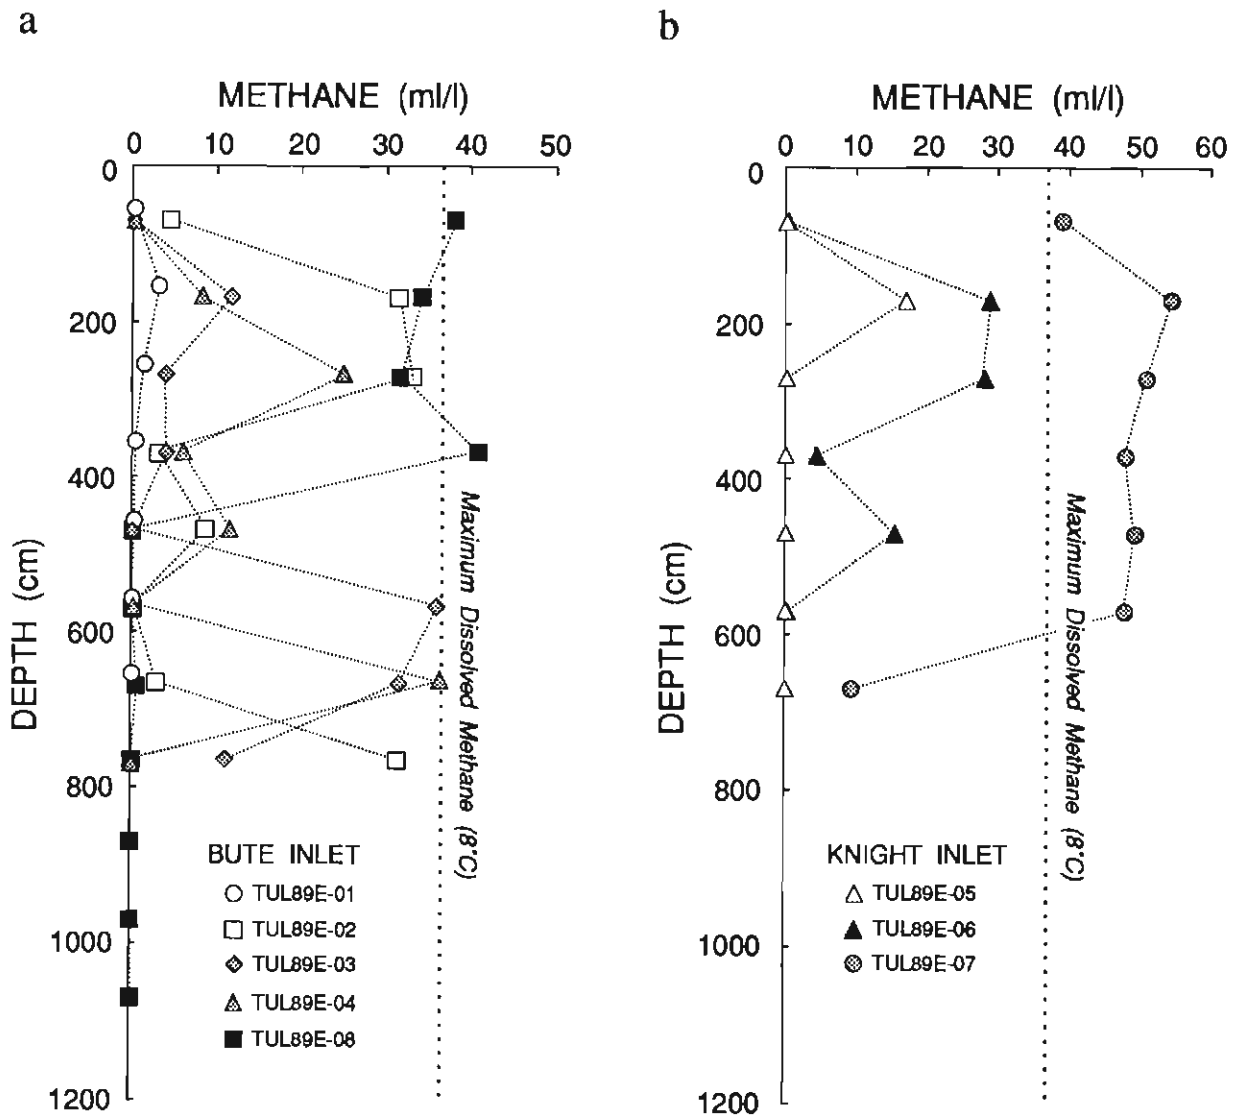 a
METHANE (ml/l)
0 10 20 30 40 50
0
200
400
600
800
1000
1200
DEPTH (cm)
Maximum Dissolved Methane (8°C)
BUTE INLET
TUL89E-01
TUL89E-02
TUL89E-03
TUL89E-04
TUL89E-08
b
METHANE (ml/l)
0 10 20 30 40 50 60
0
200
400
600
800
1000
1200
DEPTH (cm)
Maximum Dissolved Methane (8°C)
KNIGHT INLET
TUL89E-05
TUL89E-06
TUL89E-07